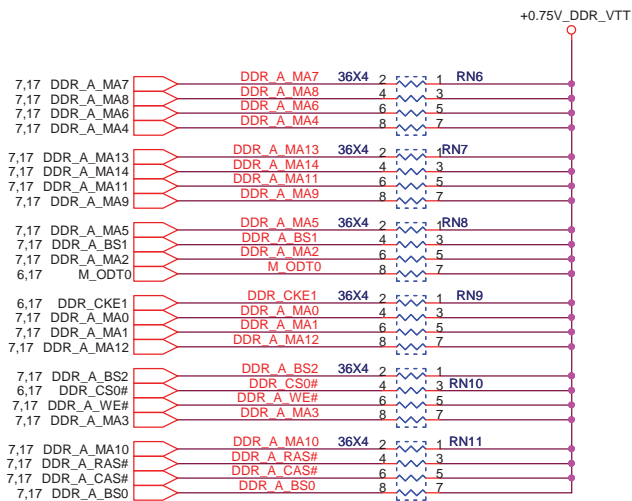 +0.75V_DDR_VTT
7,17 DDR_A_MA7 DDR_A_MA7 36X4 2 1 RN6
7,17 DDR_A_MA8 DDR_A_MA8 4 3
7,17 DDR_A_MA6 DDR_A_MA6 6 5
7,17 DDR_A_MA4 DDR_A_MA4 8 7
7,17 DDR_A_MA13 DDR_A_MA13 36X4 2 1 RN7
7,17 DDR_A_MA14 DDR_A_MA14 4 3
7,17 DDR_A_MA11 DDR_A_MA11 6 5
7,17 DDR_A_MA9 DDR_A_MA9 8 7
7,17 DDR_A_MA5 DDR_A_MA5 36X4 2 1 RN8
7,17 DDR_A_BS1 DDR_A_BS1 4 3
7,17 DDR_A_MA2 DDR_A_MA2 6 5
6,17 M_ODT0 M_ODT0 8 7
6,17 DDR_CKE1 DDR_CKE1 36X4 2 1 RN9
7,17 DDR_A_MA0 DDR_A_MA0 4 3
7,17 DDR_A_MA1 DDR_A_MA1 6 5
7,17 DDR_A_MA12 DDR_A_MA12 8 7
7,17 DDR_A_BS2 DDR_A_BS2 36X4 2 1
6,17 DDR_CS0# DDR_CS0# 4 3 RN10
7,17 DDR_A_WE# DDR_A_WE# 6 5
7,17 DDR_A_MA3 DDR_A_MA3 8 7
7,17 DDR_A_MA10 DDR_A_MA10 36X4 2 1 RN11
7,17 DDR_A_RAS# DDR_A_RAS# 4 3
7,17 DDR_A_CAS# DDR_A_CAS# 6 5
7,17 DDR_A_BS0 DDR_A_BS0 8 7